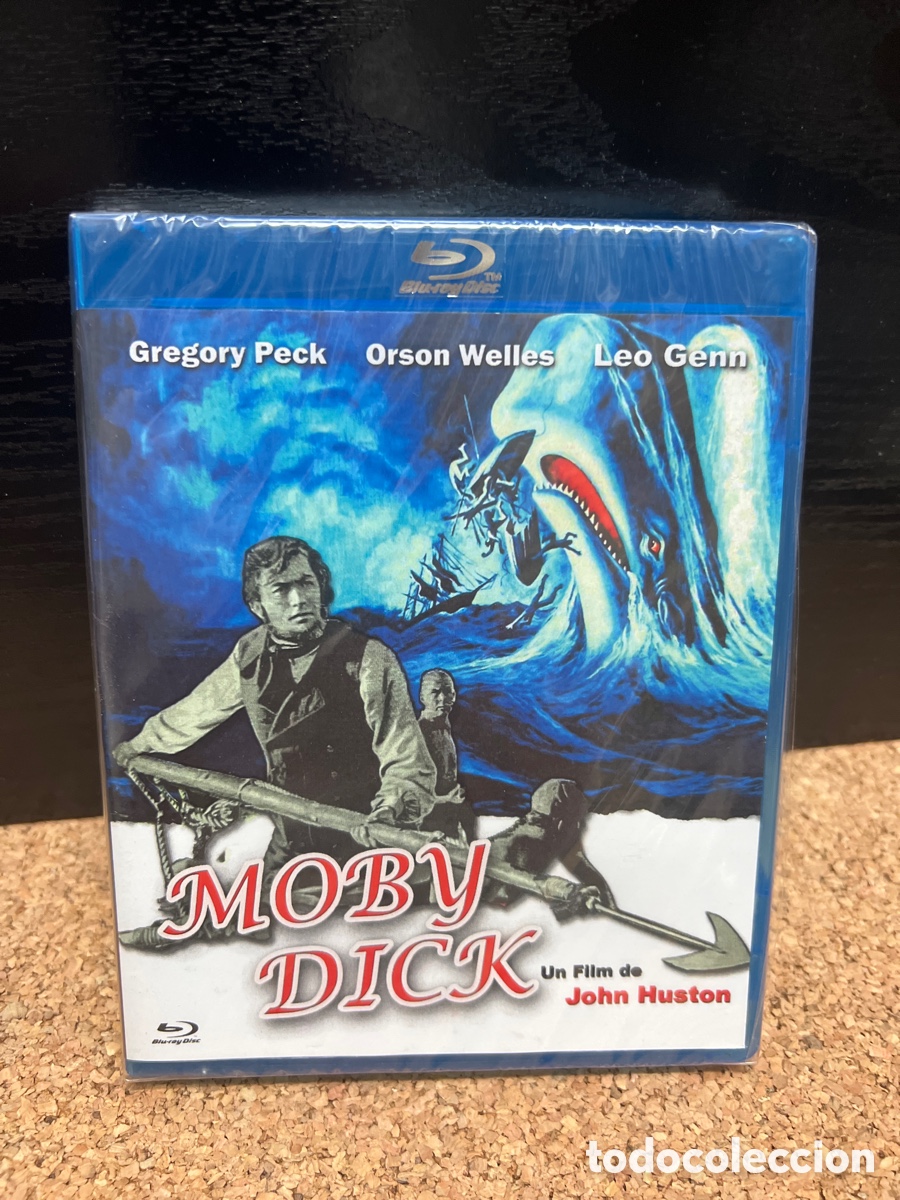 Blu-ray Disc
TM
Gregory Peck Orson Welles Leo Genn
MOBY
DICK
Un Film de
John Huston
Blu-ray Disc
todocoleccion